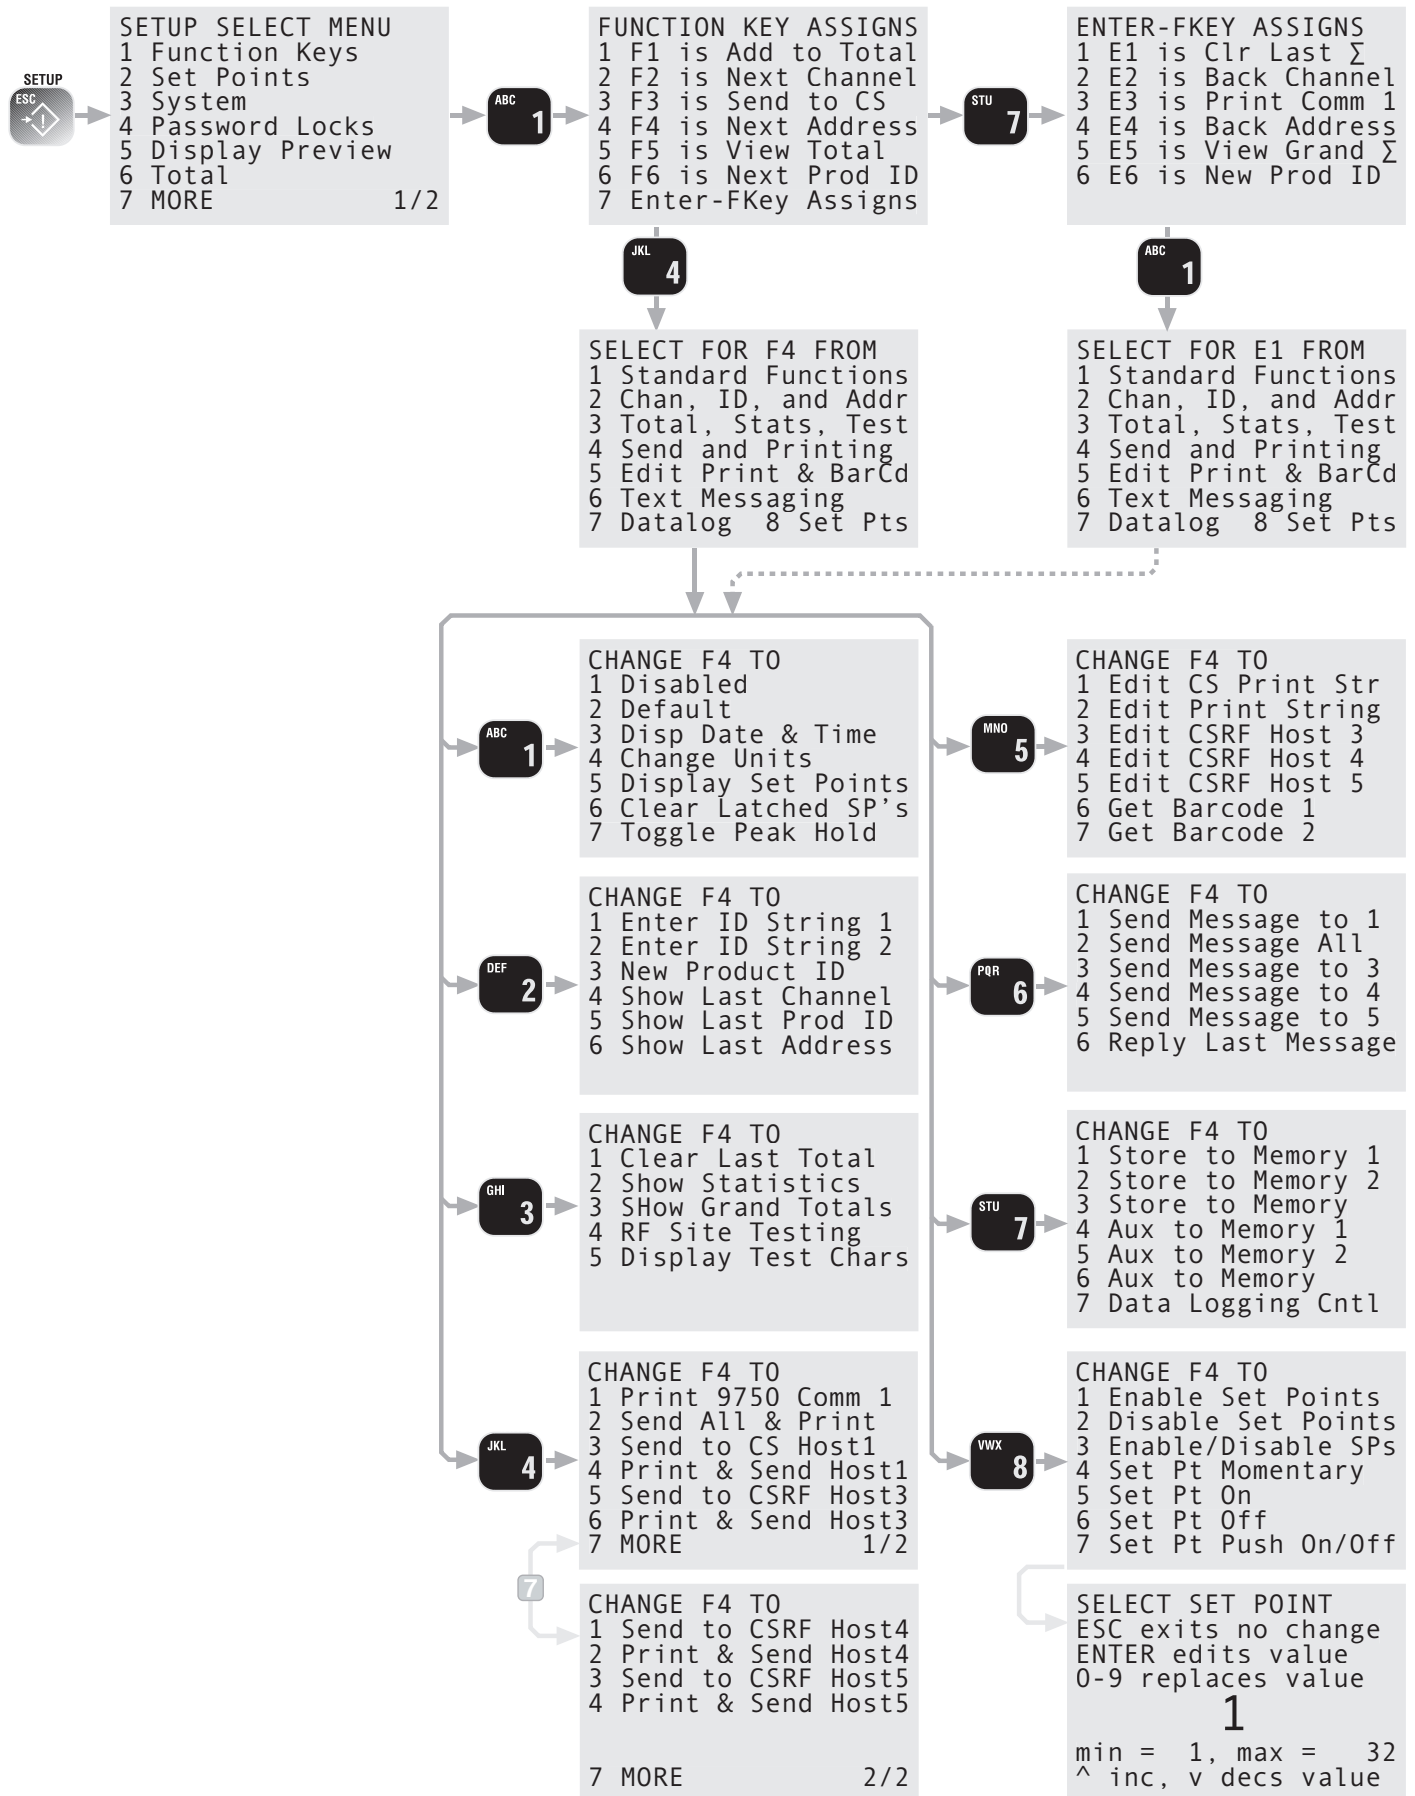 SETUP
ESC
SETUP SELECT MENU
1 Function Keys
2 Set Points
3 System
4 Password Locks
5 Display Preview
6 Total
7 MORE 1/2
ABC 1
FUNCTION KEY ASSIGNS
1 F1 is Add to Total
2 F2 is Next Channel
3 F3 is Send to CS
4 F4 is Next Address
5 F5 is View Total
6 F6 is Next Prod ID
7 Enter-FKey Assigns
STU 7
ENTER-FKEY ASSIGNS
1 E1 is Clr Last Σ
2 E2 is Back Channel
3 E3 is Print Comm 1
4 E4 is Back Address
5 E5 is View Grand Σ
6 E6 is New Prod ID
JKL 4
ABC 1
SELECT FOR F4 FROM
1 Standard Functions
2 Chan, ID, and Addr
3 Total, Stats, Test
4 Send and Printing
5 Edit Print & BarCd
6 Text Messaging
7 Datalog 8 Set Pts
SELECT FOR E1 FROM
1 Standard Functions
2 Chan, ID, and Addr
3 Total, Stats, Test
4 Send and Printing
5 Edit Print & BarCd
6 Text Messaging
7 Datalog 8 Set Pts
ABC 1
CHANGE F4 TO
1 Disabled
2 Default
3 Disp Date & Time
4 Change Units
5 Display Set Points
6 Clear Latched SP’s
7 Toggle Peak Hold
MNO 5
CHANGE F4 TO
1 Edit CS Print Str
2 Edit Print String
3 Edit CSRF Host 3
4 Edit CSRF Host 4
5 Edit CSRF Host 5
6 Get Barcode 1
7 Get Barcode 2
DEF 2
CHANGE F4 TO
1 Enter ID String 1
2 Enter ID String 2
3 New Product ID
4 Show Last Channel
5 Show Last Prod ID
6 Show Last Address
PQR 6
CHANGE F4 TO
1 Send Message to 1
2 Send Message All
3 Send Message to 3
4 Send Message to 4
5 Send Message to 5
6 Reply Last Message
GHI 3
CHANGE F4 TO
1 Clear Last Total
2 Show Statistics
3 SHow Grand Totals
4 RF Site Testing
5 Display Test Chars
STU 7
CHANGE F4 TO
1 Store to Memory 1
2 Store to Memory 2
3 Store to Memory
4 Aux to Memory 1
5 Aux to Memory 2
6 Aux to Memory
7 Data Logging Cntl
JKL 4
CHANGE F4 TO
1 Print 9750 Comm 1
2 Send All & Print
3 Send to CS Host1
4 Print & Send Host1
5 Send to CSRF Host3
6 Print & Send Host3
7 MORE 1/2
VWX 8
CHANGE F4 TO
1 Enable Set Points
2 Disable Set Points
3 Enable/Disable SPs
4 Set Pt Momentary
5 Set Pt On
6 Set Pt Off
7 Set Pt Push On/Off
7
CHANGE F4 TO
1 Send to CSRF Host4
2 Print & Send Host4
3 Send to CSRF Host5
4 Print & Send Host5
7 MORE 2/2
SELECT SET POINT
ESC exits no change
ENTER edits value
0-9 replaces value
1
min = 1, max = 32
^ inc, v decs value